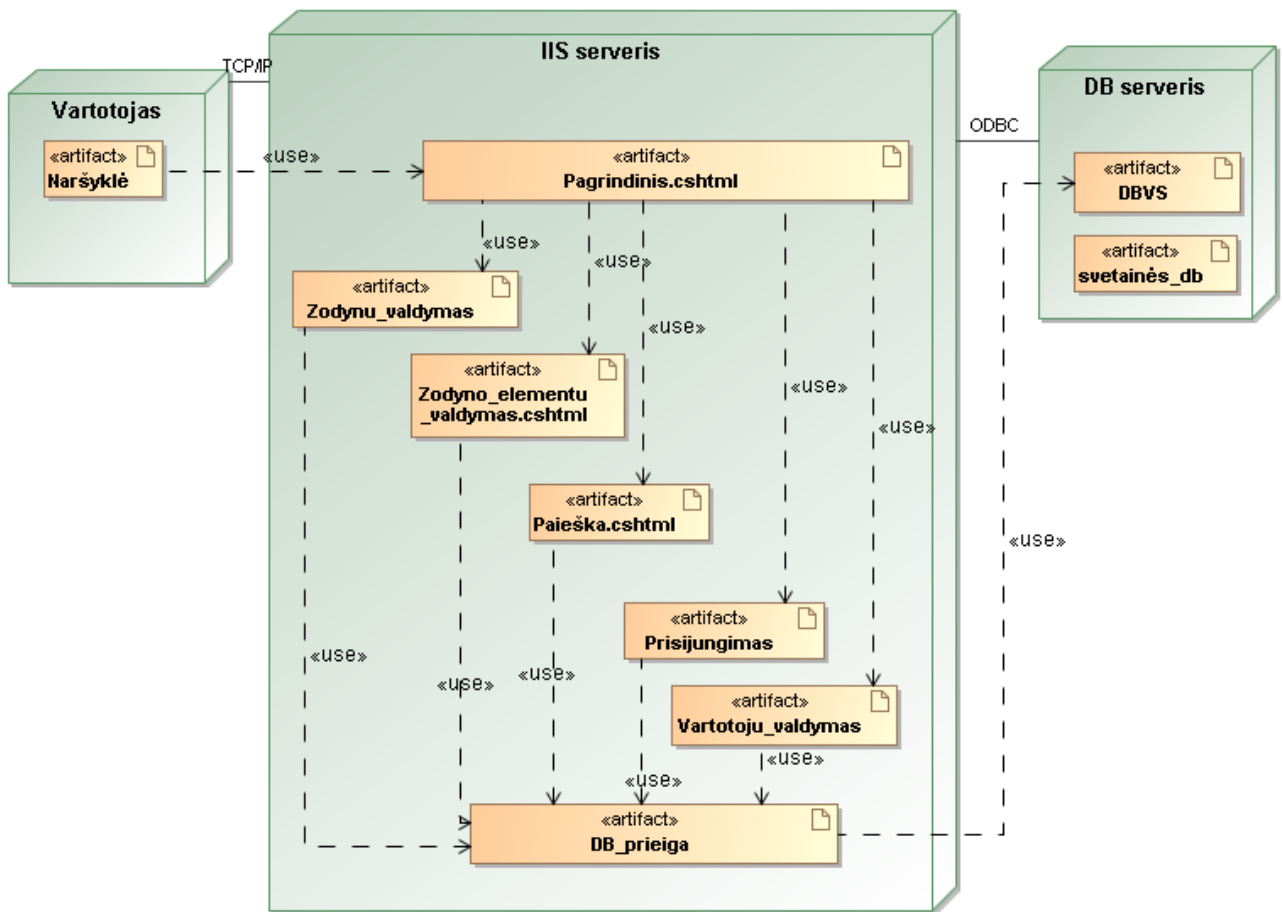 IIS serveris
TCP/IP
Vartotojas
DB serveris
ODBC
«artifact»
Naršyklė
«use»
«artifact»
Pagrindinis.cshtml
«artifact»
DBVS
«artifact»
svetainės_db
«use»
«use»
«use»
«use»
«use»
«artifact»
Zodynu_valdymas
«artifact»
Zodyno_elementu
_valdymas.cshtml
«artifact»
Paieška.cshtml
«use»
«artifact»
Prisijungimas
«use»
«use»
«use»
«artifact»
Vartotoju_valdymas
«use»
«use»
«artifact»
DB_prieiga